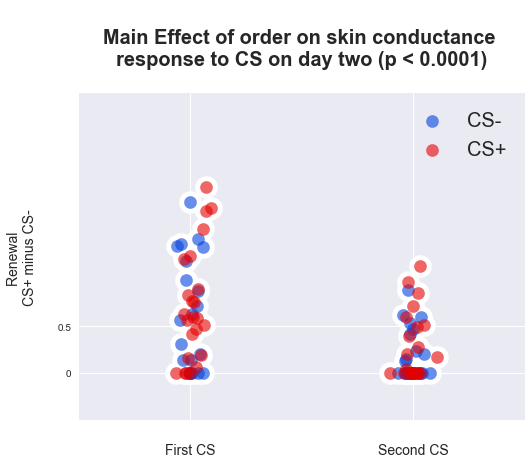 Main Effect of order on skin conductance
response to CS on day two (p < 0.0001)
CS-
CS+
Renewal
CS+ minus CS-
0.5
0
First CS
Second CS